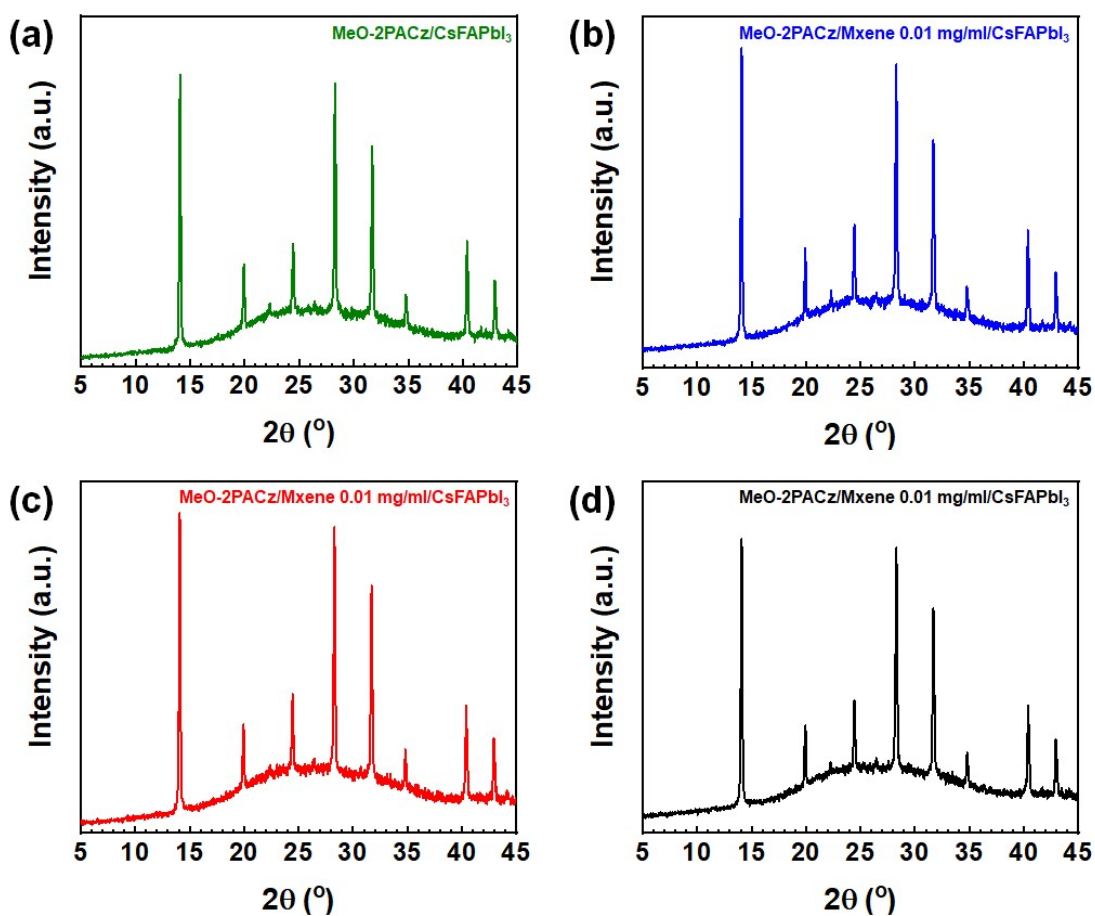 (a)
MeO-2PACz/CsFAPbI₃
Intensity (a.u.)
5 10 15 20 25 30 35 40 45
2θ (°)
(b)
MeO-2PACz/Mxene 0.01 mg/ml/CsFAPbI₃
Intensity (a.u.)
5 10 15 20 25 30 35 40 45
2θ (°)
(c)
MeO-2PACz/Mxene 0.01 mg/ml/CsFAPbI₃
Intensity (a.u.)
5 10 15 20 25 30 35 40 45
2θ (°)
(d)
MeO-2PACz/Mxene 0.01 mg/ml/CsFAPbI₃
Intensity (a.u.)
5 10 15 20 25 30 35 40 45
2θ (°)